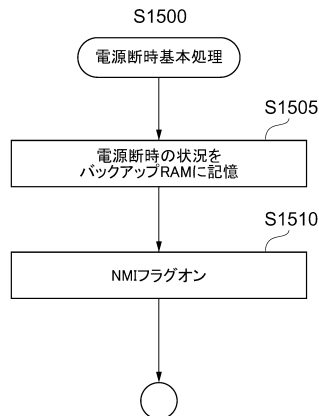 S1500
電源断時基本処理
S1505
電源断時の状況を
バックアップRAMに記憶
S1510
NMIフラグオン